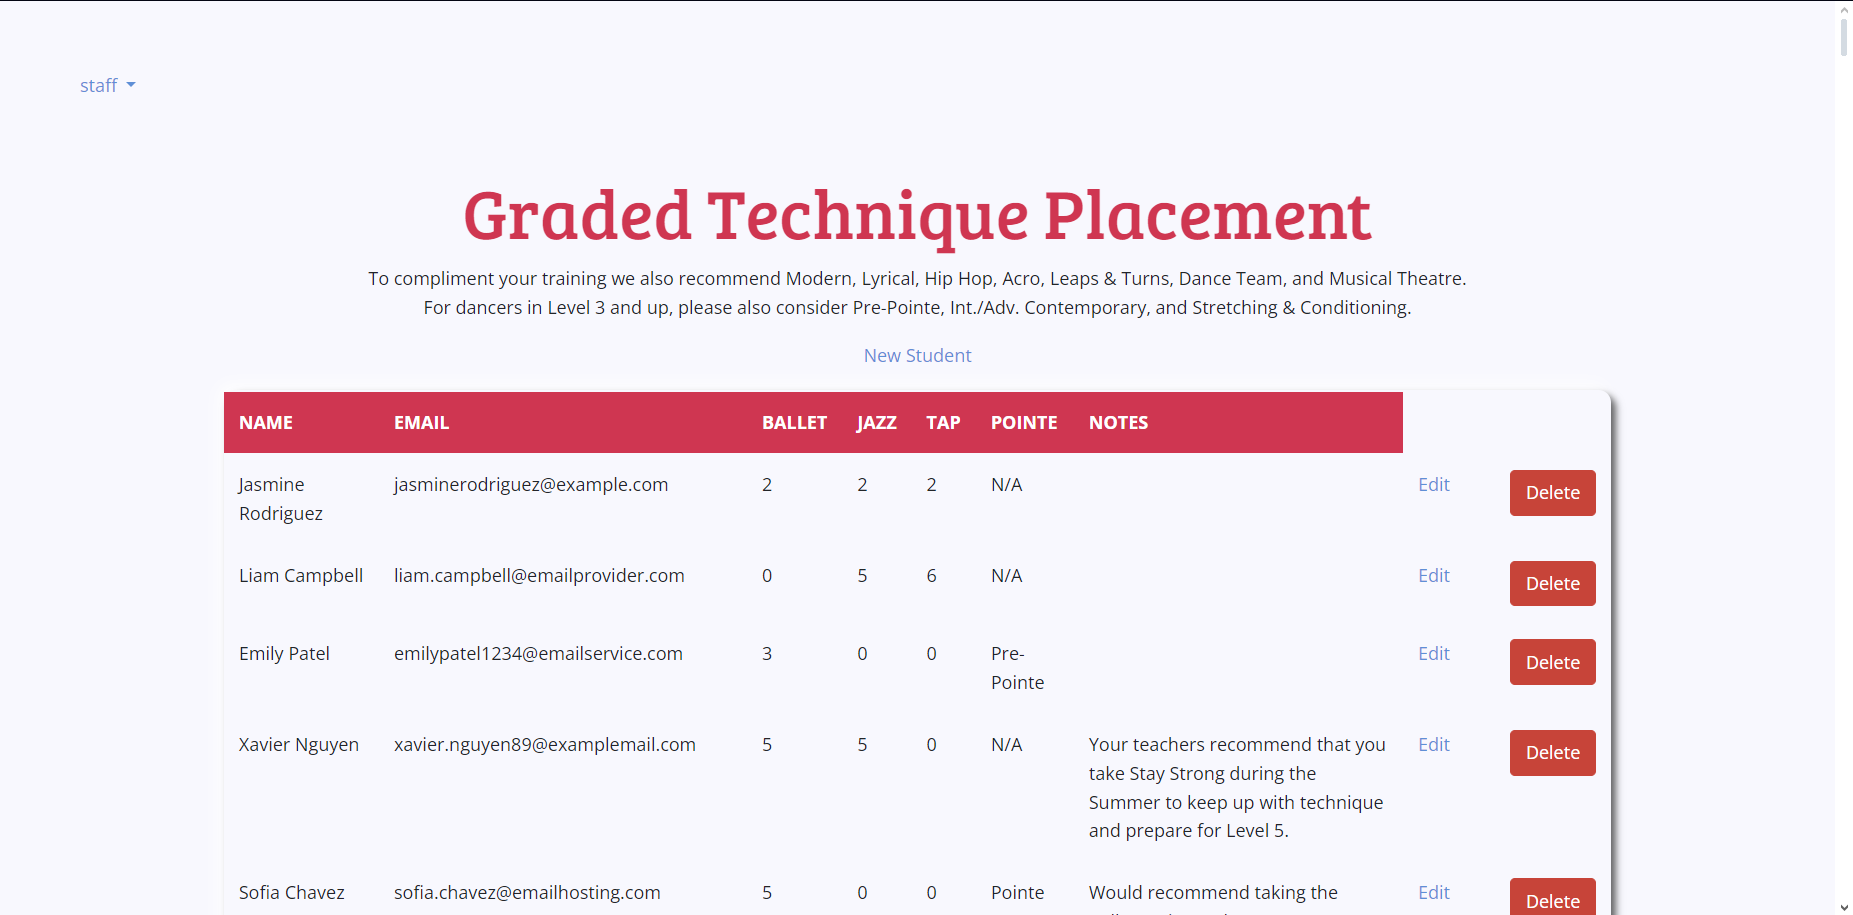 staff
Graded Technique Placement
To compliment your training we also recommend Modern, Lyrical, Hip Hop, Acro, Leaps & Turns, Dance Team, and Musical Theatre.
For dancers in Level 3 and up, please also consider Pre-Pointe, Int./Adv. Contemporary, and Stretching & Conditioning.
New Student
NAME EMAIL BALLET JAZZ TAP POINTE NOTES
Jasmine jasminerodriguez@example.com 2 2 2 N/A Edit Delete
Rodriguez
Liam Campbell liam.campbell@emailprovider.com 0 5 6 N/A Edit Delete
Emily Patel emilypatel1234@emailservice.com 3 0 0 Pre- Edit Delete
Pointe
Xavier Nguyen xavier.nguyen89@examplemail.com 5 5 0 N/A Your teachers recommend that you Edit Delete
take Stay Strong during the
Summer to keep up with technique
and prepare for Level 5.
Sofia Chavez sofia.chavez@emailhosting.com 5 0 0 Pointe Would recommend taking the Edit Delete